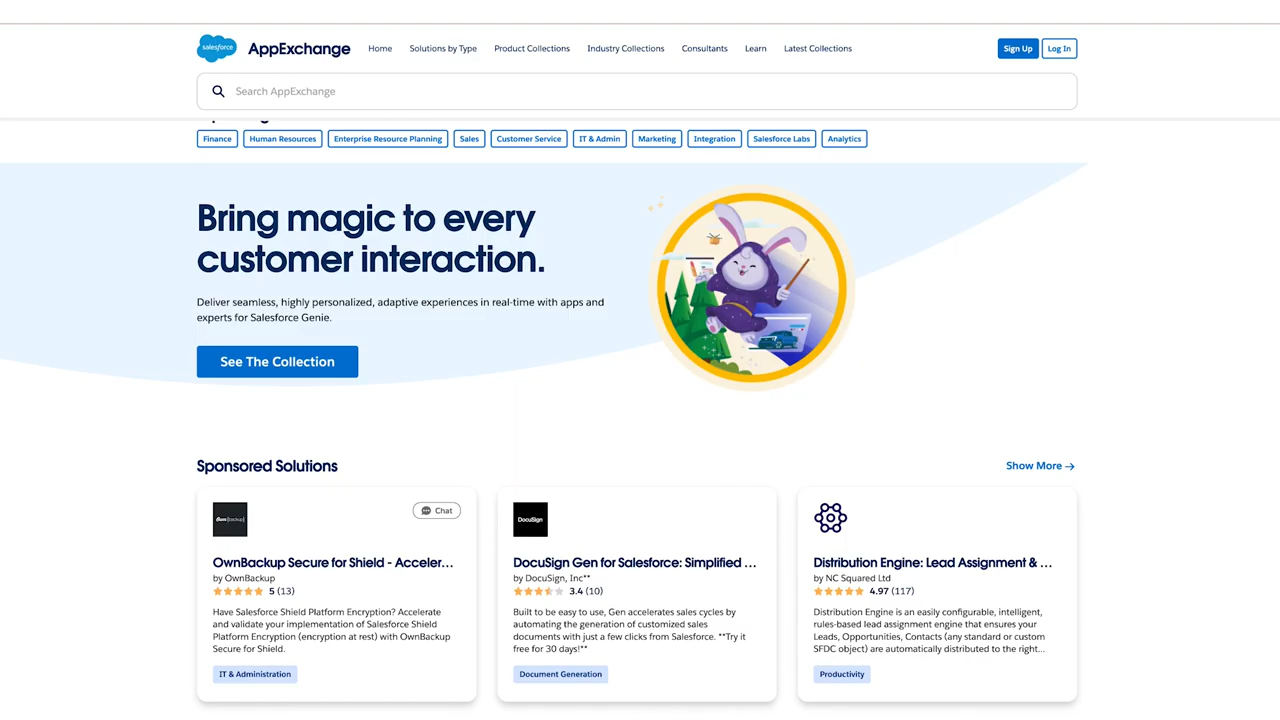 salesforce
AppExchange
Home
Solutions by Type
Product Collections
Industry Collections
Consultants
Learn
Latest Collections
Sign Up
Log In
Search AppExchange
Finance
Human Resources
Enterprise Resource Planning
Sales
Customer Service
IT & Admin
Marketing
Integration
Salesforce Labs
Analytics
Bring magic to every
customer interaction.
Deliver seamless, highly personalized, adaptive experiences in real-time with apps and
experts for Salesforce Genie.
See The Collection
Sponsored Solutions
Show More →
Own{backup}
Chat
OwnBackup Secure for Shield - Acceler...
by OwnBackup
5 (13)
Have Salesforce Shield Platform Encryption? Accelerate
and validate your implementation of Salesforce Shield
Platform Encryption (encryption at rest) with OwnBackup
Secure for Shield.
IT & Administration
DocuSign
DocuSign Gen for Salesforce: Simplified ...
by DocuSign, Inc**
3.4 (10)
Built to be easy to use, Gen accelerates sales cycles by
automating the generation of customized sales
documents with just a few clicks from Salesforce. **Try it
free for 30 days!**
Document Generation
Distribution Engine: Lead Assignment & ...
by NC Squared Ltd
4.97 (117)
Distribution Engine is an easily configurable, intelligent,
rules-based lead assignment engine that ensures your
Leads, Opportunities, Contacts (any standard or custom
SFDC object) are automatically distributed to the right...
Productivity